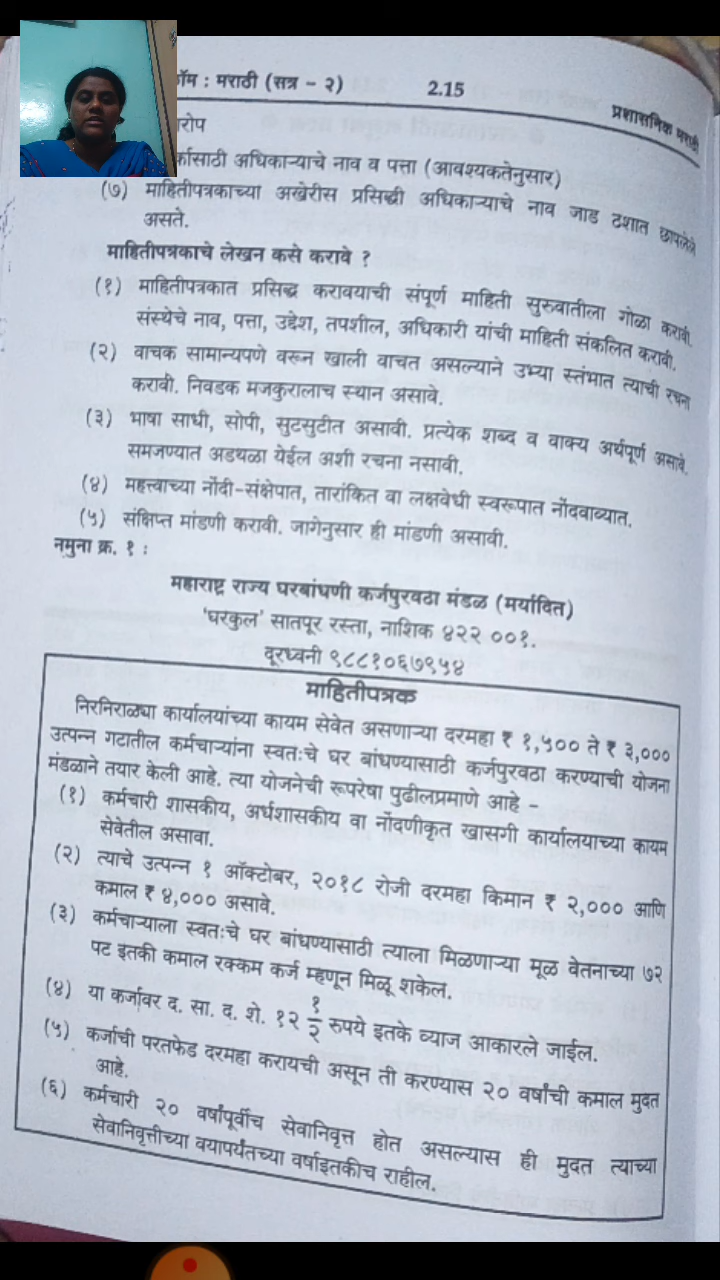 कॉम : मराठी (सत्र – २) 2.15 प्रशासनिक मराठी
रोप
अधिकाऱ्याचे नाव व पत्ता (आवश्यकतेनुसार)
(७) माहितीपत्रकाच्या अखेरीस प्रसिद्धी अधिकाऱ्याचे नाव जाड ठशात छापलेले
असते.
माहितीपत्रकाचे लेखन कसे करावे ?
(१) माहितीपत्रकात प्रसिद्ध करावयाची संपूर्ण माहिती सुरुवातीला गोळा करावी.
संस्थेचे नाव, पत्ता, उद्देश, तपशील, अधिकारी यांची माहिती संकलित करावी.
(२) वाचक सामान्यपणे वरून खाली वाचत असल्याने उभ्या स्तंभात त्याची रचना
करावी. निवडक मजकुरालाच स्थान असावे.
(३) भाषा साधी, सोपी, सुटसुटीत असावी. प्रत्येक शब्द व वाक्य अर्थपूर्ण असावे.
समजण्यात अडथळा येईल अशी रचना नसावी.
(४) महत्त्वाच्या नोंदी-संक्षेपात, तारांकित वा लक्षवेधी स्वरूपात नोंदवाव्यात.
(५) संक्षिप्त मांडणी करावी. जागेनुसार ही मांडणी असावी.
नमुना क्र. १ :
महाराष्ट्र राज्य घरबांधणी कर्जपुरवठा मंडळ (मर्यादित)
‘घरकुल’ सातपूर रस्ता, नाशिक ४२२ ००१.
दूरध्वनी ९८८१०६७९५४
माहितीपत्रक
निरनिराळ्या कार्यालयांच्या कायम सेवेत असणाऱ्या दरमहा ₹ १,५०० ते ₹ ३,०००
उत्पन्न गटातील कर्मचाऱ्यांना स्वतःचे घर बांधण्यासाठी कर्जपुरवठा करण्याची योजना
मंडळाने तयार केली आहे. त्या योजनेची रूपरेषा पुढीलप्रमाणे आहे –
(१) कर्मचारी शासकीय, अर्धशासकीय वा नोंदणीकृत खासगी कार्यालयाच्या कायम
सेवेतील असावा.
(२) त्याचे उत्पन्न १ ऑक्टोबर, २०१८ रोजी दरमहा किमान ₹ २,००० आणि
कमाल ₹ ४,००० असावे.
(३) कर्मचाऱ्याला स्वतःचे घर बांधण्यासाठी त्याला मिळणाऱ्या मूळ वेतनाच्या ७२
पट इतकी कमाल रक्कम कर्ज म्हणून मिळू शकेल.
(४) या कर्जावर द. सा. द. शे. १२ १/२ रुपये इतके व्याज आकारले जाईल.
(५) कर्जाची परतफेड दरमहा करायची असून ती करण्यास २० वर्षांची कमाल मुदत
आहे.
(६) कर्मचारी २० वर्षांपूर्वीच सेवानिवृत्त होत असल्यास ही मुदत त्याच्या
सेवानिवृत्तीच्या वयापर्यंतच्या वर्षाइतकीच राहील.